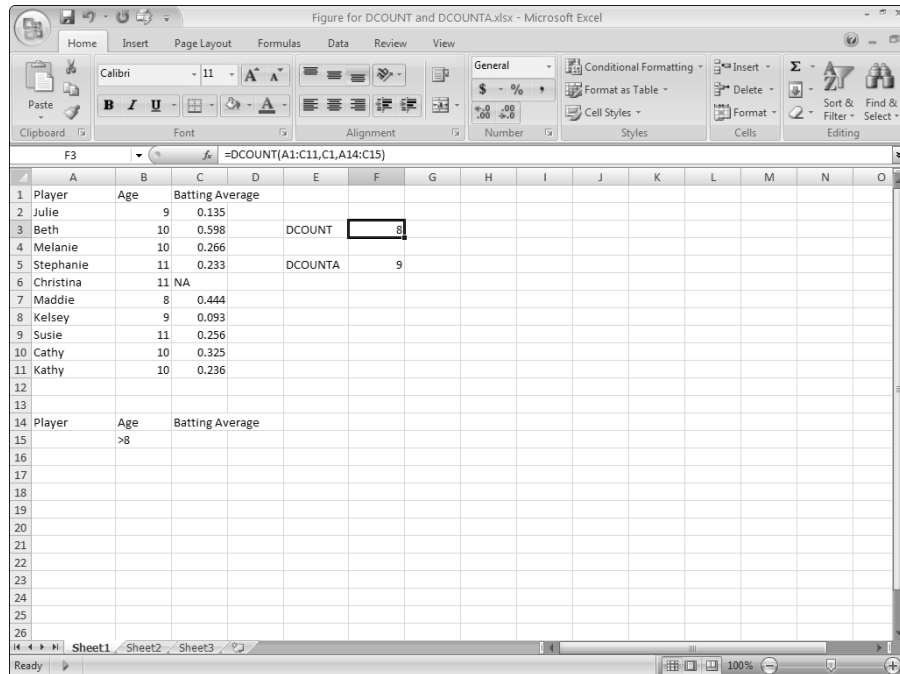 Figure for DCOUNT and DCOUNTA.xlsx - Microsoft Excel
Home Insert Page Layout Formulas Data Review View
Paste
Calibri 11 A A
B I U A
General
$ % ,
.0 .00 .00 .0
Conditional Formatting
Format as Table
Cell Styles
Insert
Delete
Format
Σ
Sort & Filter
Find & Select
Clipboard Font Alignment Number Styles Cells Editing
F3 fx =DCOUNT(A1:C11,C1,A14:C15)
A B C D E F G H I J K L M N O
1 Player Age Batting Average
2 Julie 9 0.135
3 Beth 10 0.598 DCOUNT 8
4 Melanie 10 0.266
5 Stephanie 11 0.233 DCOUNTA 9
6 Christina 11 NA
7 Maddie 8 0.444
8 Kelsey 9 0.093
9 Susie 11 0.256
10 Cathy 10 0.325
11 Kathy 10 0.236
12
13
14 Player Age Batting Average
15 >8
16
17
18
19
20
21
22
23
24
25
26
Sheet1 Sheet2 Sheet3
Ready 100%